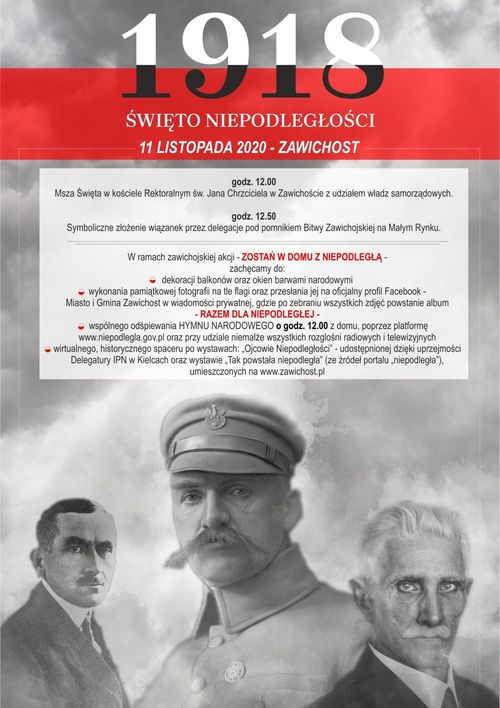 1918
ŚWIĘTO NIEPODLEGŁOŚCI
11 LISTOPADA 2020 - ZAWICHOST
godz. 12.00
Msza Święta w kościele Rektoralnym św. Jana Chrzciciela w Zawichoście z udziałem władz samorządowych.
godz. 12.50
Symboliczne złożenie wiązanek przez delegacje pod pomnikiem Bitwy Zawichojskiej na Małym Rynku.
W ramach zawichojskiej akcji - ZOSTAŃ W DOMU Z NIEPODLEGŁĄ -
zachęcamy do:
dekoracji balkonów oraz okien barwami narodowymi
wykonania pamiątkowej fotografii na tle flagi oraz przesłania jej na oficjalny profil Facebook -
Miasto i Gmina Zawichost w wiadomości prywatnej, gdzie po zebraniu wszystkich zdjęć powstanie album
- RAZEM DLA NIEPODLEGŁEJ -
wspólnego odśpiewania HYMNU NARODOWEGO o godz. 12.00 z domu, poprzez platformę
www.niepodlegla.gov.pl oraz przy udziale niemalże wszystkich rozgłośni radiowych i telewizyjnych
wirtualnego, historycznego spaceru po wystawach: „Ojcowie Niepodległości" - udostępnionej dzięki uprzejmości
Delegatury IPN w Kielcach oraz wystawie „Tak powstała niepodległa" (ze źródeł portalu „niepodległa"),
umieszczonych na www.zawichost.pl